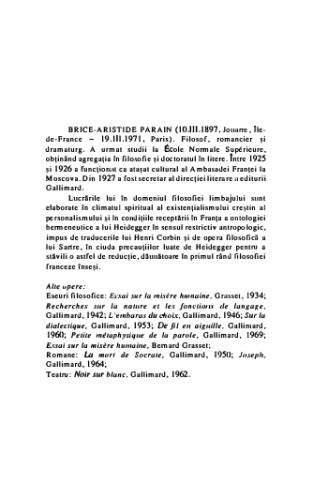 BRICE-ARISTIDE PARAIN (10.III.1897, Jouarre, Île-
de-France – 19.III.1971, Paris). Filosof, romancier și
dramaturg. A urmat studii la École Normale Supérieure,
obținând agregația în filosofie și doctoratul în litere. Între 1925
și 1926 a funcționat ca atașat cultural al Ambasadei Franței la
Moscova. Din 1927 a fost secretar al direcției literare a editurii
Gallimard.
Lucrările lui în domeniul filosofiei limbajului sunt
elaborate în climatul spiritual al existențialismului creștin al
personalismului și în condițiile receptării în Franța a ontologiei
hermeneutice a lui Heidegger în sensul restrictiv antropologic,
impus de traducerile lui Henri Corbin și de opera filosofică a
lui Sartre, în ciuda precauțiilor luate de Heidegger pentru a
stăvili o astfel de reducție, dăunătoare în primul rând filosofiei
franceze înseși.
Alte opere:
Eseuri filosofice: Essai sur la misère humaine, Grasset, 1934;
Recherches sur la nature et les fonctions de langage,
Gallimard, 1942; L'embaras du choix, Gallimard, 1946; Sur la
dialectique, Gallimard, 1953; De fil en aiguille, Gallimard,
1960; Petite métaphysique de la parole, Gallimard, 1969;
Essai sur la misère humaine, Bernard Grasset;
Romane: La mort de Socrate, Gallimard, 1950; Joseph,
Gallimard, 1964;
Teatru: Noir sur blanc, Gallimard, 1962.